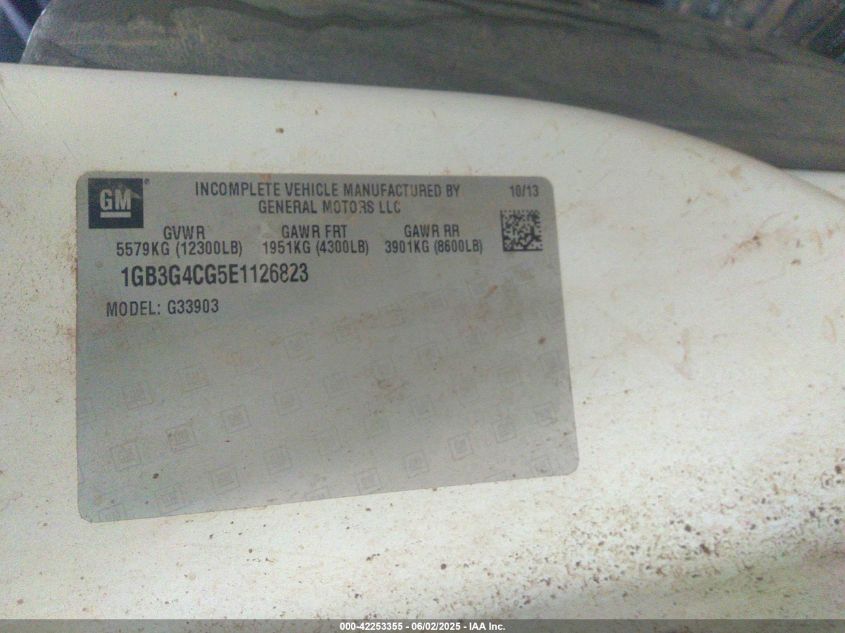 GM
INCOMPLETE VEHICLE MANUFACTURED BY
GENERAL MOTORS LLC
10/13
GVWR GAWR FRT GAWR RR
5579KG (12300LB) 1951KG (4300LB) 3901KG (8600LB)
1GB3G4CG5E1126823
MODEL: G33903
000-42253355 - 06/02/2025 - IAA Inc.